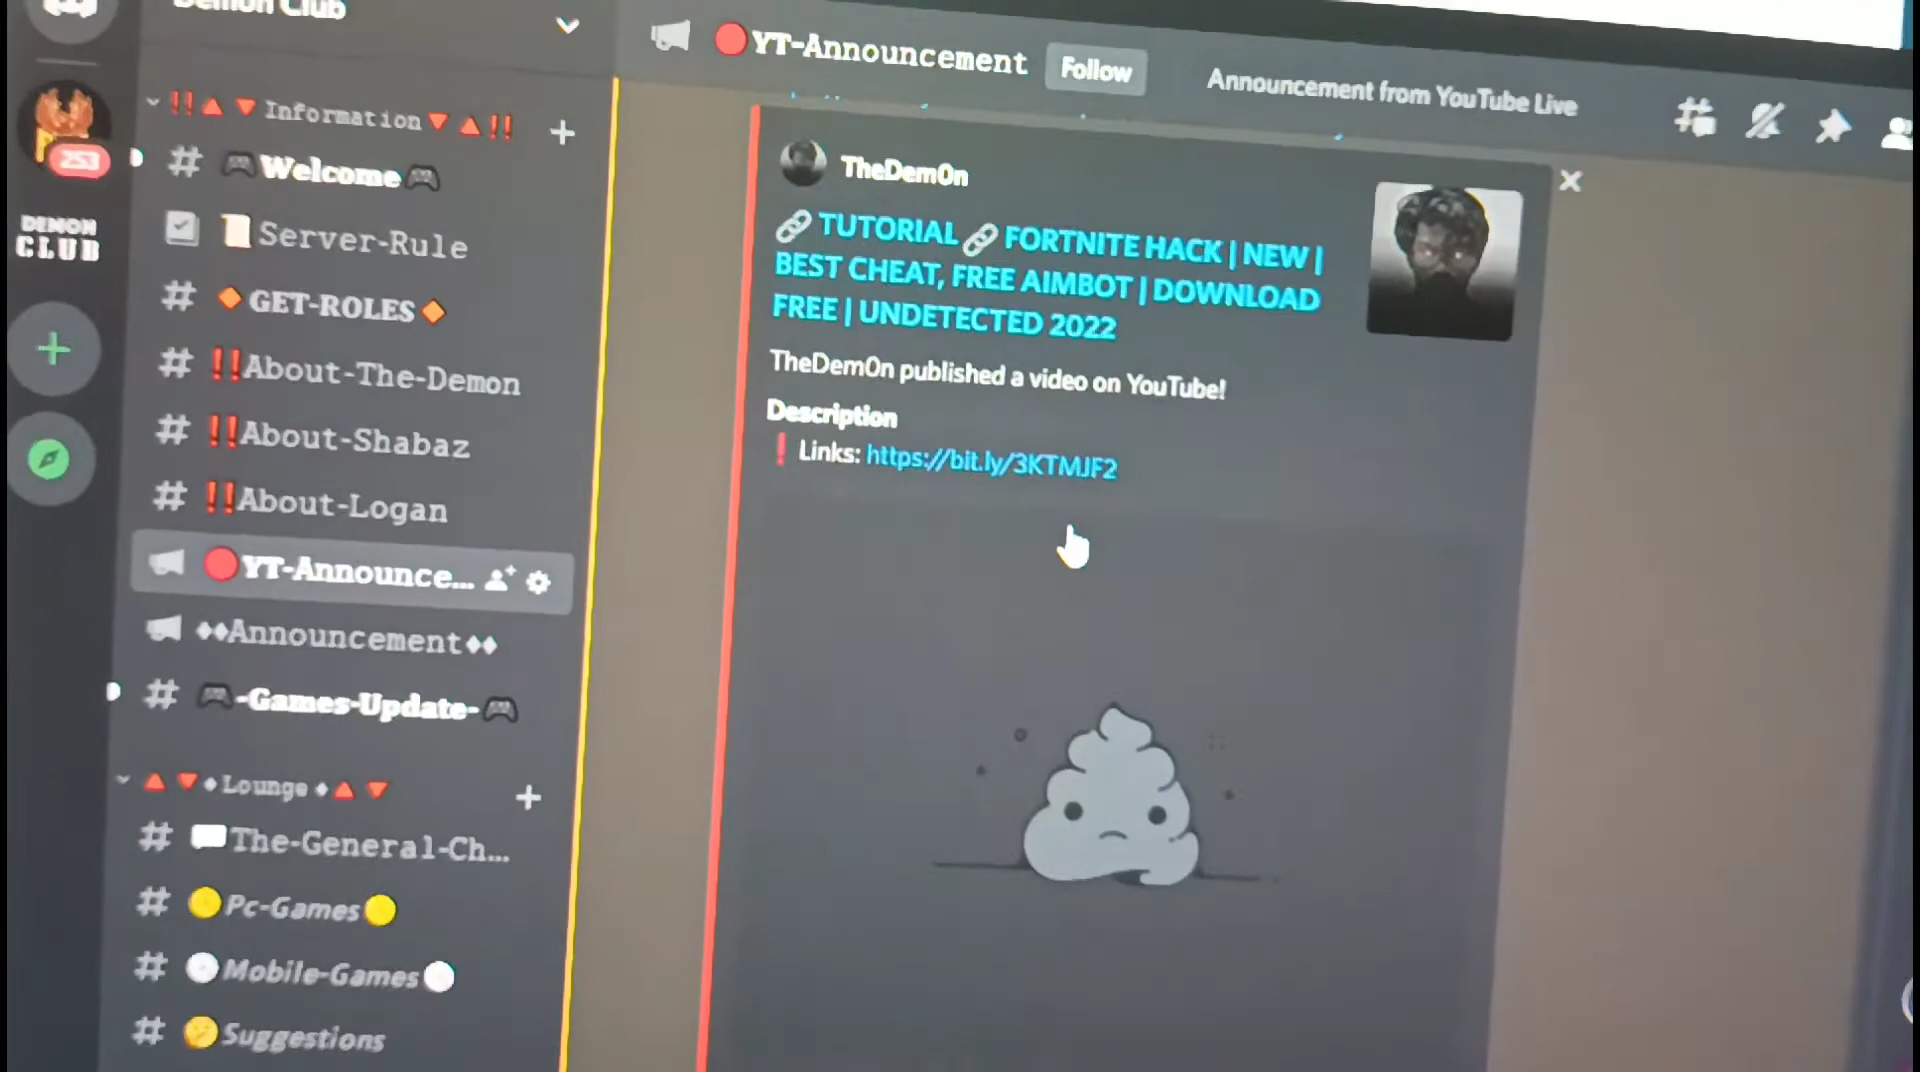 Demon Club
253
DEMON
CLUB
Information
Welcome
Server-Rule
GET-ROLES
‼About-The-Demon
‼About-Shabaz
‼About-Logan
YT-Announce...
♦♦Announcement♦♦
-Games-Update-
♦Lounge♦
The-General-Ch...
Pc-Games
Mobile-Games
Suggestions
YT-Announcement
Follow
Announcement from YouTube Live
TheDem0n
🔗 TUTORIAL 🔗 FORTNITE HACK | NEW |
BEST CHEAT, FREE AIMBOT | DOWNLOAD
FREE | UNDETECTED 2022
TheDem0n published a video on YouTube!
Description
❗ Links: https://bit.ly/3KTMJF2